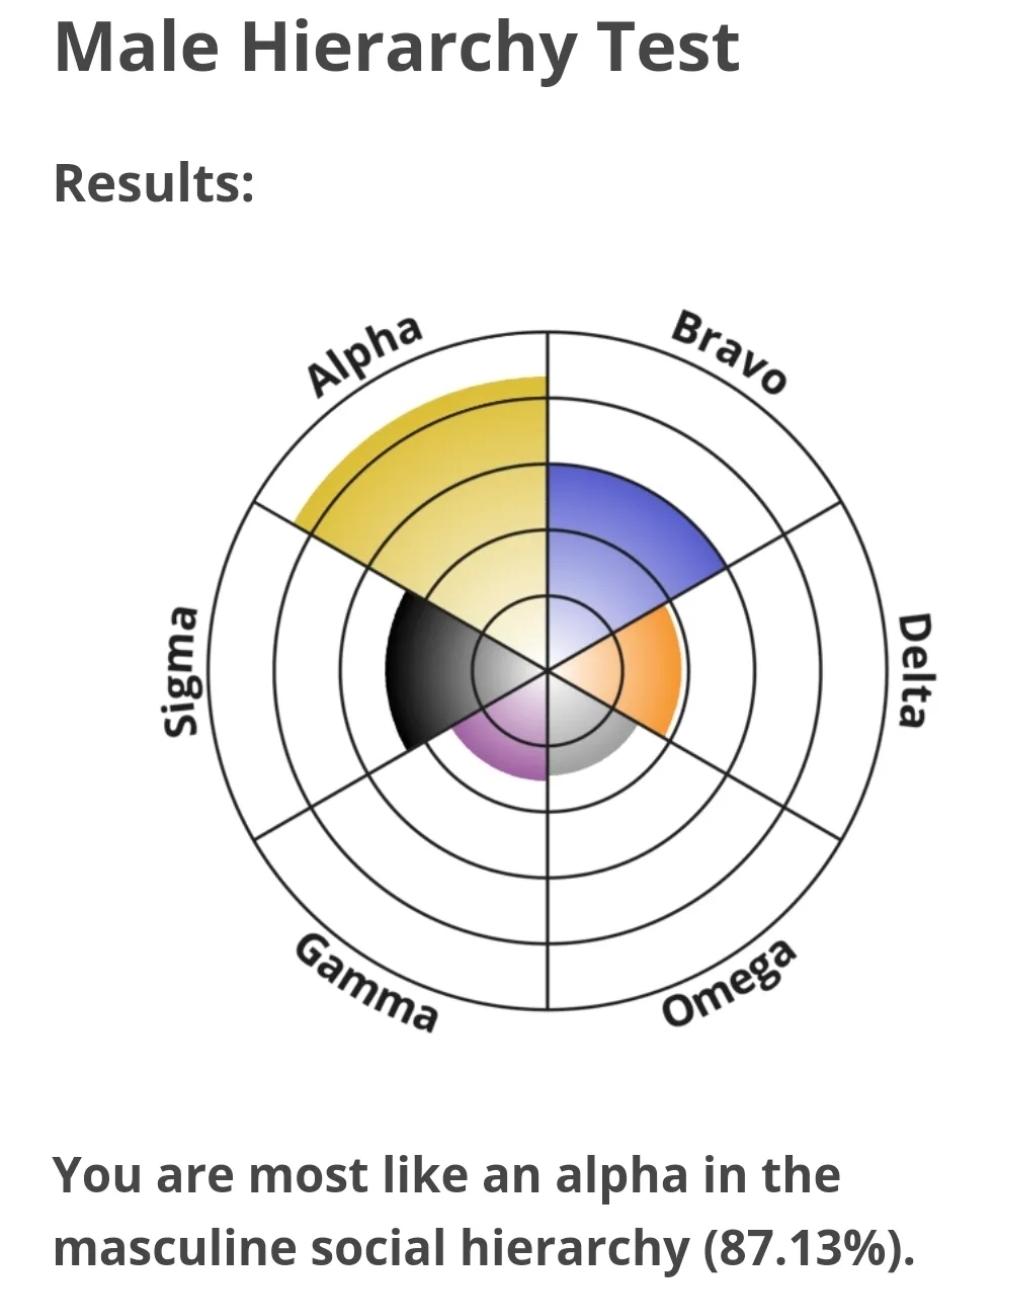 Male Hierarchy Test
Results:
Alpha
Bravo
Sigma
Delta
Gamma
Omega
You are most like an alpha in the
masculine social hierarchy (87.13%).